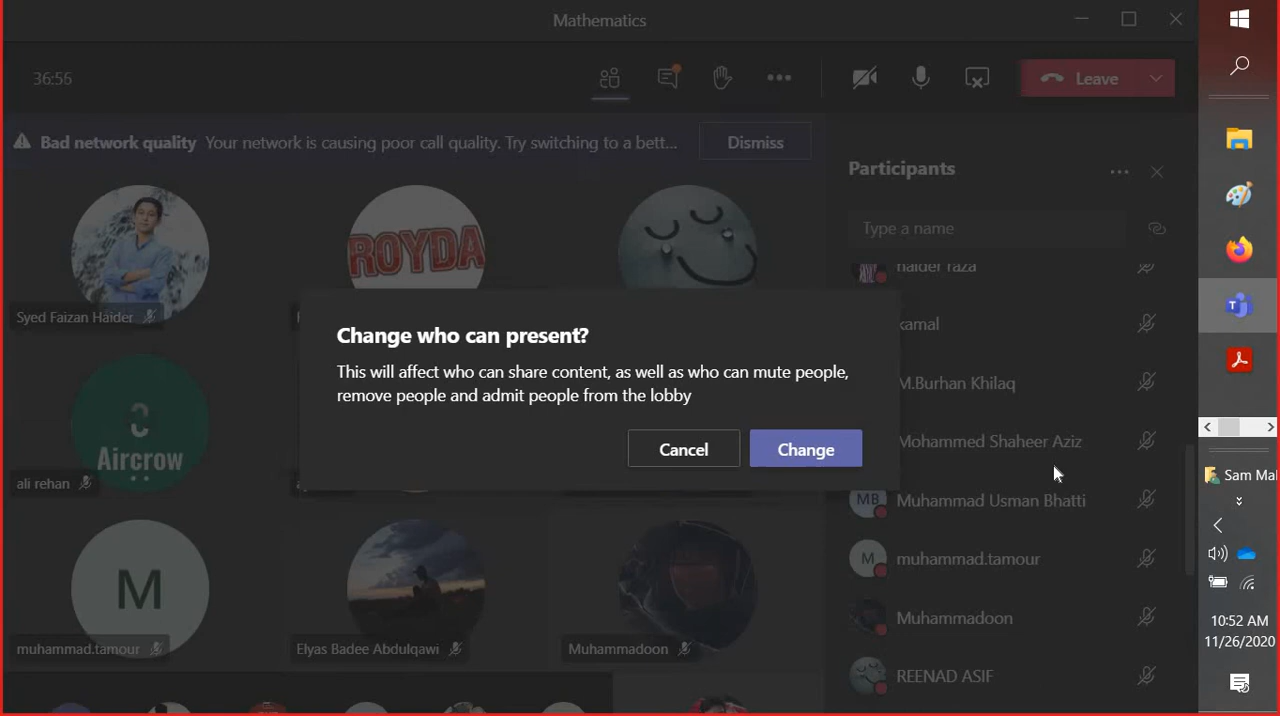 Mathematics
36:56
Leave
Bad network quality Your network is causing poor call quality. Try switching to a bett...
Dismiss
Participants
Type a name
ROYDA
haider raza
Syed Faizan Haider
Change who can present?
This will affect who can share content, as well as who can mute people,
remove people and admit people from the lobby
Cancel
Change
kamal
M.Burhan Khilaq
Mohammed Shaheer Aziz
MB
Muhammad Usman Bhatti
Aircrow
ali rehan
M
muhammad.tamour
M
muhammad.tamour
Elyas Badee Abdulqawi
Muhammadoon
Muhammadoon
REENAD ASIF
Sam Mal
10:52 AM
11/26/2020